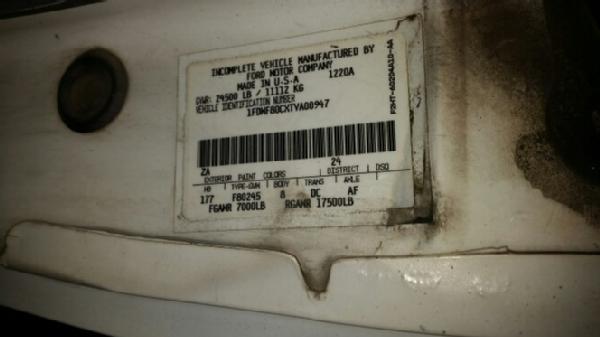 INCOMPLETE VEHICLE MANUFACTURED BY
FORD MOTOR COMPANY
MADE IN U.S.A 1220A
GVWR: 24500 LB / 11112 KG
VEHICLE IDENTIFICATION NUMBER
1FDWF80CXTVA00947
ZA 24
EXTERIOR PAINT COLORS DISTRICT DSO
WB TYPE-GVW BODY TRANS AXLE
177 F80245 8 DC AF
FGAWR 7000LB RGAWR 17500LB